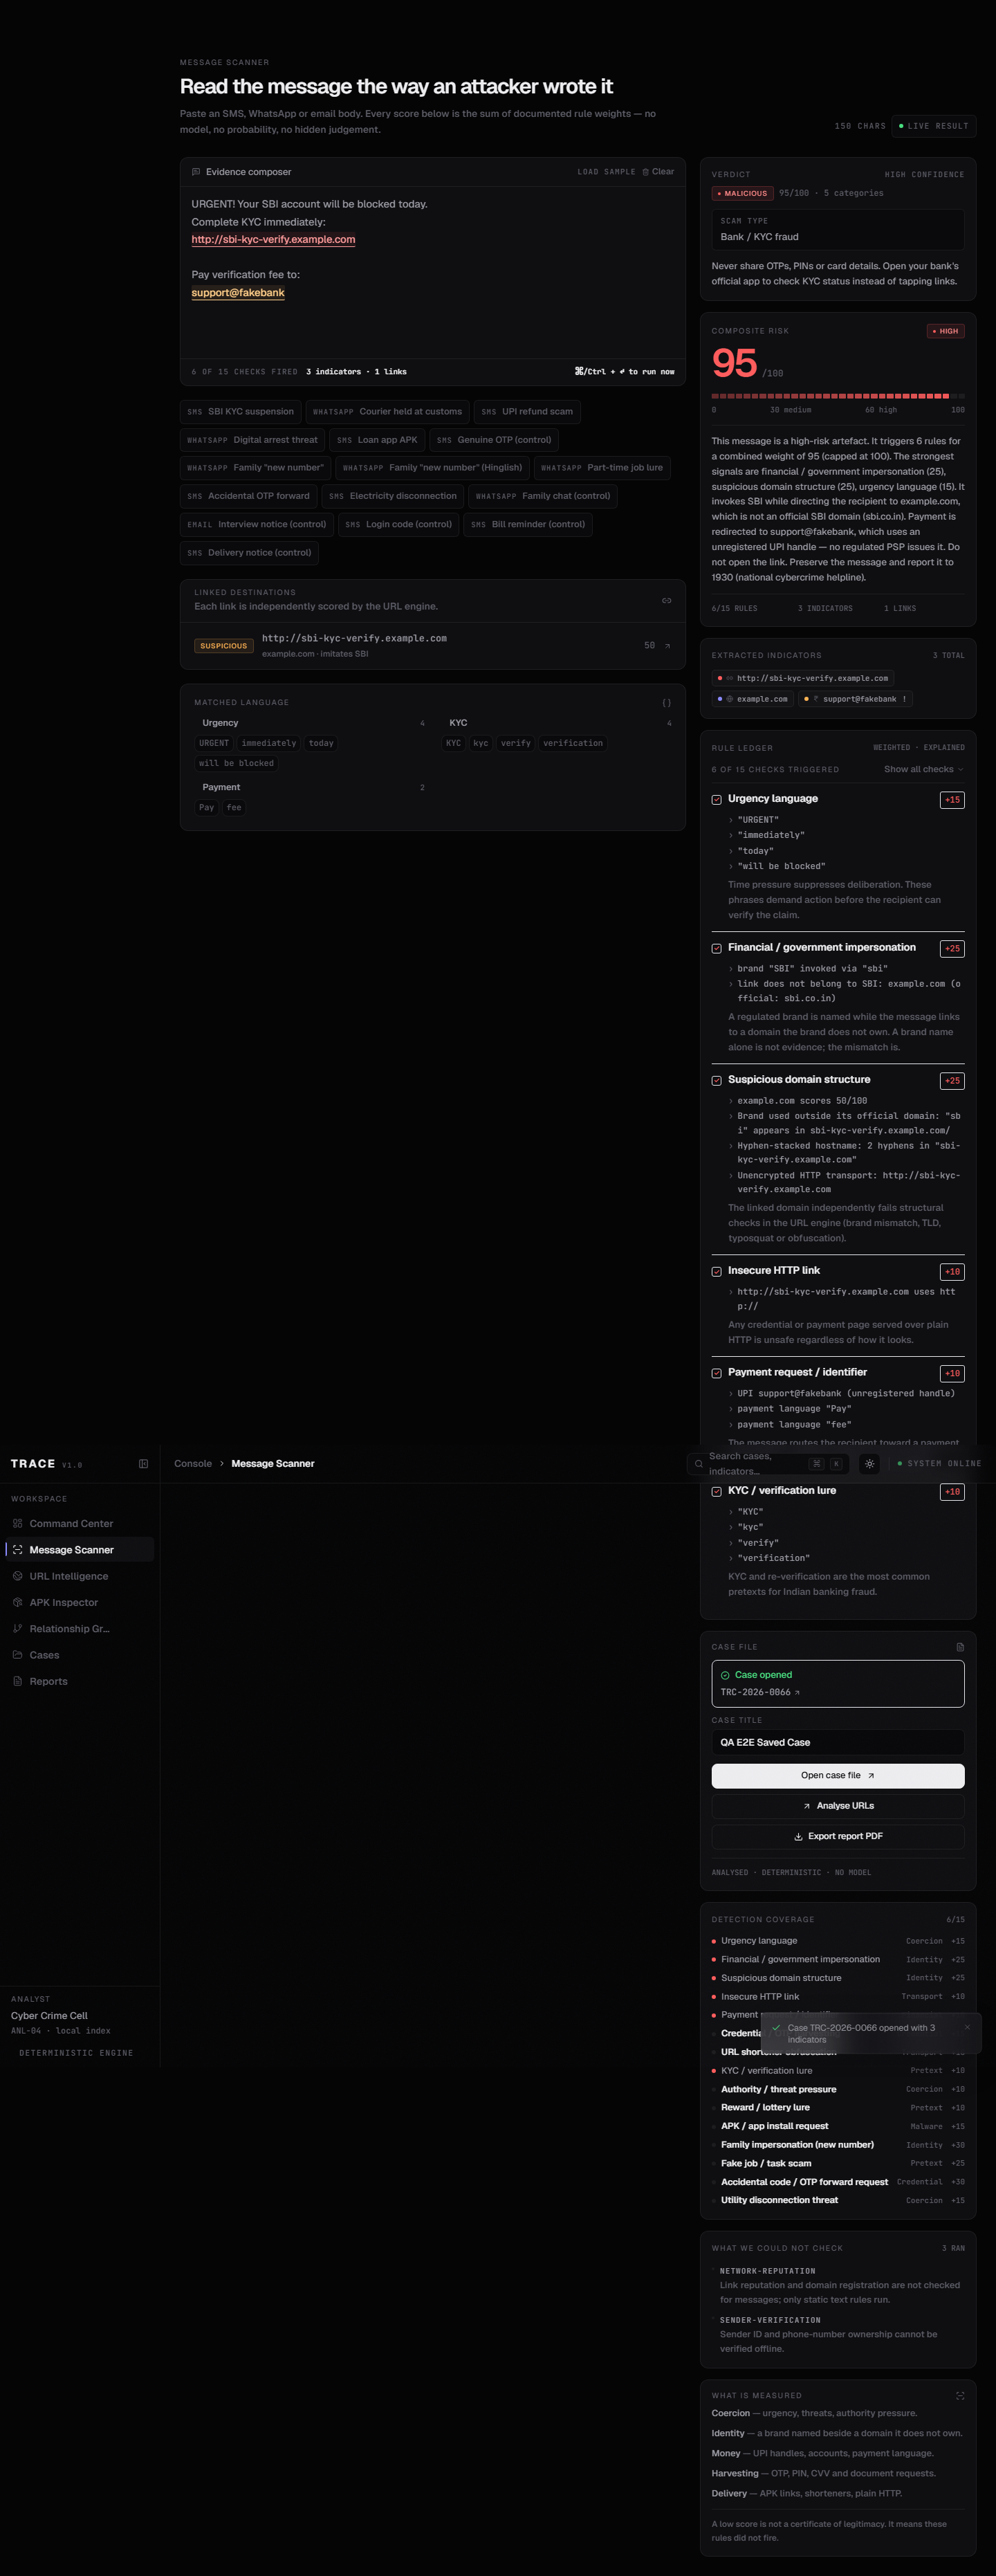 MESSAGE SCANNER
Read the message the way an attacker wrote it
Paste an SMS, WhatsApp or email body. Every score below is the sum of documented rule weights — no
model, no probability, no hidden judgement.
150 CHARS
LIVE RESULT
Evidence composer
LOAD SAMPLE
Clear
URGENT! Your SBI account will be blocked today.
Complete KYC immediately:
http://sbi-kyc-verify.example.com
Pay verification fee to:
support@fakebank
6 OF 15 CHECKS FIRED 3 indicators · 1 links
⌘/Ctrl + ↵ to run now
SMS SBI KYC suspension
WHATSAPP Courier held at customs
SMS UPI refund scam
WHATSAPP Digital arrest threat
SMS Loan app APK
SMS Genuine OTP (control)
WHATSAPP Family "new number"
WHATSAPP Family "new number" (Hinglish)
WHATSAPP Part-time job lure
SMS Accidental OTP forward
SMS Electricity disconnection
WHATSAPP Family chat (control)
EMAIL Interview notice (control)
SMS Login code (control)
SMS Bill reminder (control)
SMS Delivery notice (control)
LINKED DESTINATIONS
Each link is independently scored by the URL engine.
SUSPICIOUS
http://sbi-kyc-verify.example.com
example.com · imitates SBI
50
MATCHED LANGUAGE
{}
Urgency 4
URGENT immediately today
will be blocked
KYC 4
KYC kyc verify verification
Payment 2
Pay fee
VERDICT
HIGH CONFIDENCE
MALICIOUS 95/100 · 5 categories
SCAM TYPE
Bank / KYC fraud
Never share OTPs, PINs or card details. Open your bank's
official app to check KYC status instead of tapping links.
COMPOSITE RISK
HIGH
95 /100
0 30 medium 60 high 100
This message is a high-risk artefact. It triggers 6 rules for
a combined weight of 95 (capped at 100). The strongest
signals are financial / government impersonation (25),
suspicious domain structure (25), urgency language (15). It
invokes SBI while directing the recipient to example.com,
which is not an official SBI domain (sbi.co.in). Payment is
redirected to support@fakebank, which uses an
unregistered UPI handle — no regulated PSP issues it. Do
not open the link. Preserve the message and report it to
1930 (national cybercrime helpline).
6/15 RULES 3 INDICATORS 1 LINKS
EXTRACTED INDICATORS
3 TOTAL
http://sbi-kyc-verify.example.com
example.com
₹ support@fakebank !
RULE LEDGER
WEIGHTED · EXPLAINED
6 OF 15 CHECKS TRIGGERED
Show all checks
Urgency language +15
› "URGENT"
› "immediately"
› "today"
› "will be blocked"
Time pressure suppresses deliberation. These
phrases demand action before the recipient can
verify the claim.
Financial / government impersonation +25
› brand "SBI" invoked via "sbi"
› link does not belong to SBI: example.com (o
fficial: sbi.co.in)
A regulated brand is named while the message links
to a domain the brand does not own. A brand name
alone is not evidence; the mismatch is.
Suspicious domain structure +25
› example.com scores 50/100
› Brand used outside its official domain: "sb
i" appears in sbi-kyc-verify.example.com/
› Hyphen-stacked hostname: 2 hyphens in "sbi-
kyc-verify.example.com"
› Unencrypted HTTP transport: http://sbi-kyc-
verify.example.com
The linked domain independently fails structural
checks in the URL engine (brand mismatch, TLD,
typosquat or obfuscation).
Insecure HTTP link +10
› http://sbi-kyc-verify.example.com uses htt
p://
Any credential or payment page served over plain
HTTP is unsafe regardless of how it looks.
Payment request / identifier +10
› UPI support@fakebank (unregistered handle)
› payment language "Pay"
› payment language "fee"
The message routes the recipient toward a payment
TRACE V1.0
Console › Message Scanner
Search cases,
indicators...
⌘ K
SYSTEM ONLINE
KYC / verification lure +10
› "KYC"
› "kyc"
› "verify"
› "verification"
KYC and re-verification are the most common
pretexts for Indian banking fraud.
WORKSPACE
Command Center
Message Scanner
URL Intelligence
APK Inspector
Relationship Gr...
Cases
Reports
ANALYST
Cyber Crime Cell
ANL-04 · local index
DETERMINISTIC ENGINE
CASE FILE
Case opened
TRC-2026-0066
CASE TITLE
QA E2E Saved Case
Open case file
Analyse URLs
Export report PDF
ANALYSED · DETERMINISTIC · NO MODEL
DETECTION COVERAGE 6/15
Urgency language Coercion +15
Financial / government impersonation Identity +25
Suspicious domain structure Identity +25
Insecure HTTP link Transport +10
Payment
Case TRC-2026-0066 opened with 3
indicators
URL
KYC / verification lure Pretext +10
Authority / threat pressure Coercion +10
Reward / lottery lure Pretext +10
APK / app install request Malware +15
Family impersonation (new number) Identity +30
Fake job / task scam Pretext +25
Accidental code / OTP forward request Credential +30
Utility disconnection threat Coercion +15
WHAT WE COULD NOT CHECK 3 RAN
NETWORK-REPUTATION
Link reputation and domain registration are not checked
for messages; only static text rules run.
SENDER-VERIFICATION
Sender ID and phone-number ownership cannot be
verified offline.
WHAT IS MEASURED
Coercion — urgency, threats, authority pressure.
Identity — a brand named beside a domain it does not own.
Money — UPI handles, accounts, payment language.
Harvesting — OTP, PIN, CVV and document requests.
Delivery — APK links, shorteners, plain HTTP.
A low score is not a certificate of legitimacy. It means these
rules did not fire.